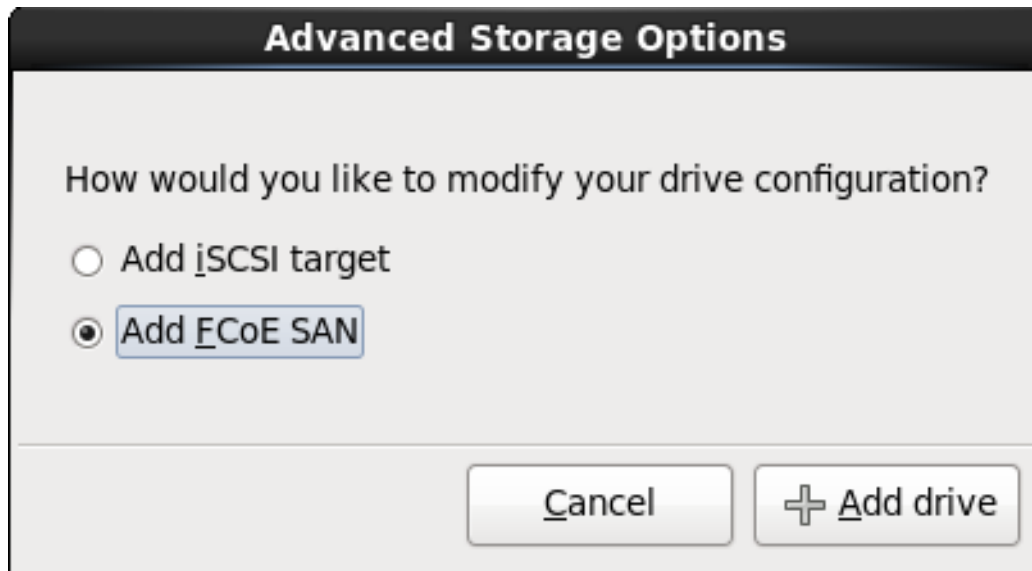 Advanced Storage Options
How would you like to modify your drive configuration?
Add iSCSI target
Add FCoE SAN
Cancel
Add drive